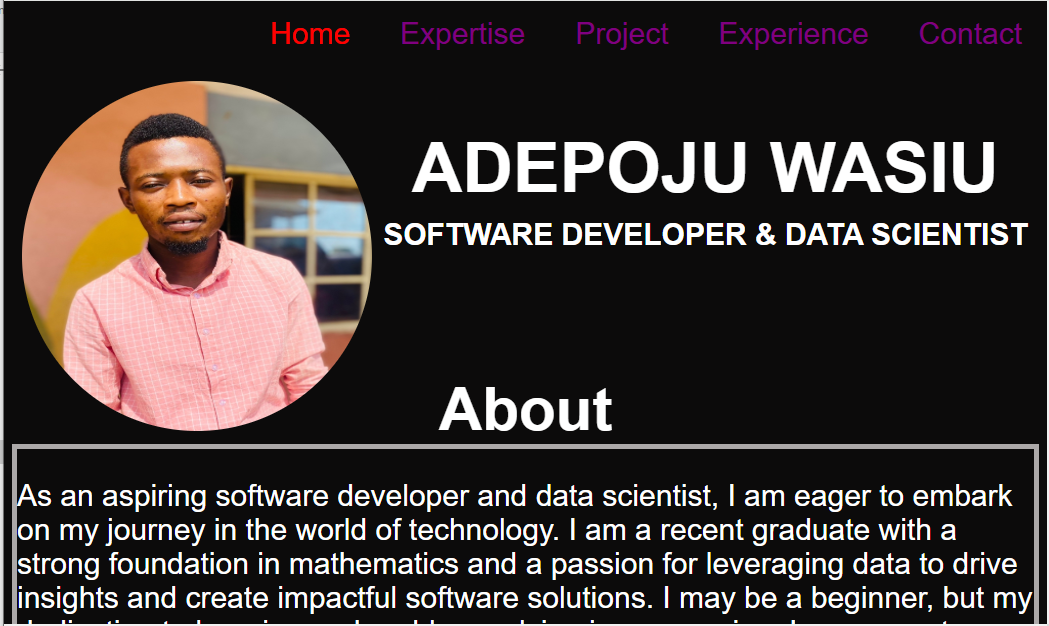 Home Expertise Project Experience Contact
ADEPOJU WASIU
SOFTWARE DEVELOPER & DATA SCIENTIST
About
As an aspiring software developer and data scientist, I am eager to embark
on my journey in the world of technology. I am a recent graduate with a
strong foundation in mathematics and a passion for leveraging data to drive
insights and create impactful software solutions. I may be a beginner, but my